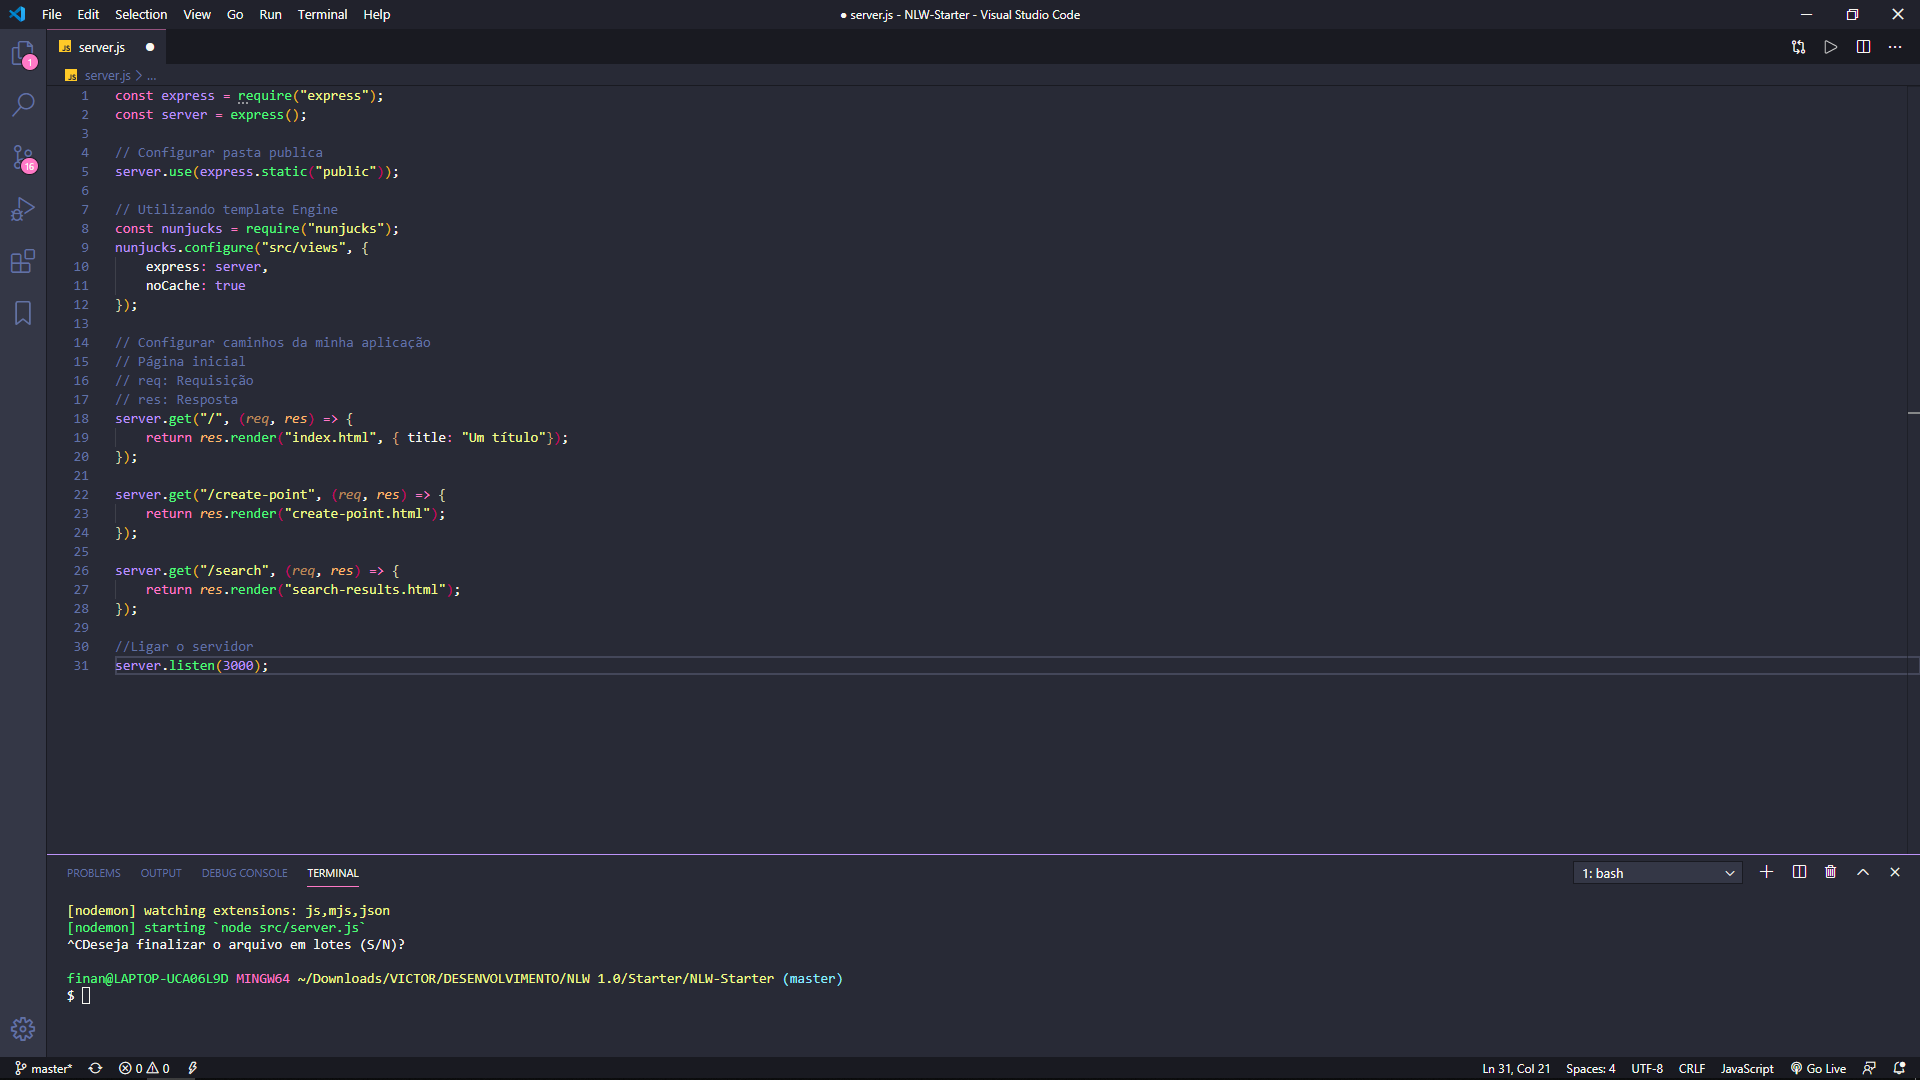 File Edit Selection View Go Run Terminal Help
● server.js - NLW-Starter - Visual Studio Code
JS server.js ●
JS server.js > ...
1
16
1 const express = require("express");
2 const server = express();
3
4 // Configurar pasta publica
5 server.use(express.static("public"));
6
7 // Utilizando template Engine
8 const nunjucks = require("nunjucks");
9 nunjucks.configure("src/views", {
10 express: server,
11 noCache: true
12 });
13
14 // Configurar caminhos da minha aplicação
15 // Página inicial
16 // req: Requisição
17 // res: Resposta
18 server.get("/", (req, res) => {
19 return res.render("index.html", { title: "Um título"});
20 });
21
22 server.get("/create-point", (req, res) => {
23 return res.render("create-point.html");
24 });
25
26 server.get("/search", (req, res) => {
27 return res.render("search-results.html");
28 });
29
30 //Ligar o servidor
31 server.listen(3000);
PROBLEMS OUTPUT DEBUG CONSOLE TERMINAL
1: bash
[nodemon] watching extensions: js,mjs,json
[nodemon] starting `node src/server.js`
^CDeseja finalizar o arquivo em lotes (S/N)?
finan@LAPTOP-UCA06L9D MINGW64 ~/Downloads/VICTOR/DESENVOLVIMENTO/NLW 1.0/Starter/NLW-Starter (master)
$
master* 0 0
Ln 31, Col 21 Spaces: 4 UTF-8 CRLF JavaScript Go Live